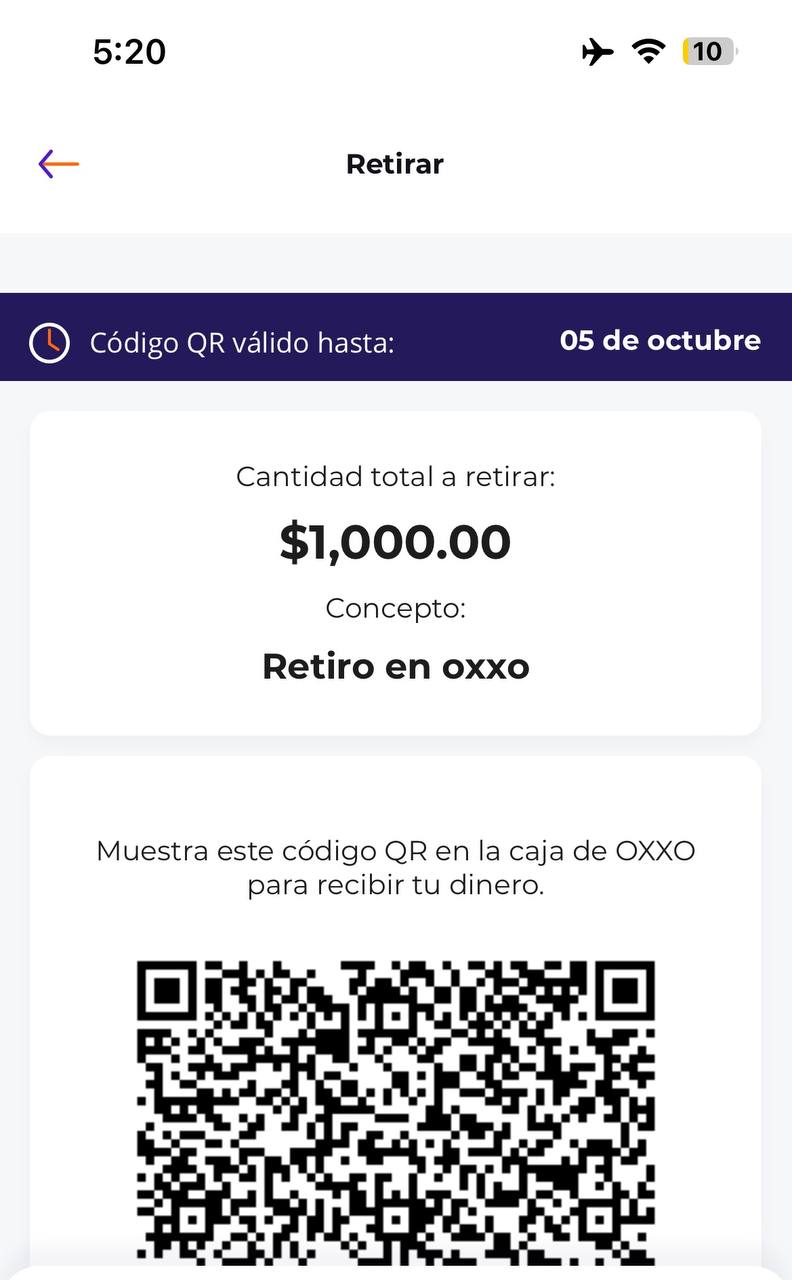 5:20
10
Retirar
Código QR válido hasta: 05 de octubre
Cantidad total a retirar:
$1,000.00
Concepto:
Retiro en oxxo
Muestra este código QR en la caja de OXXO
para recibir tu dinero.